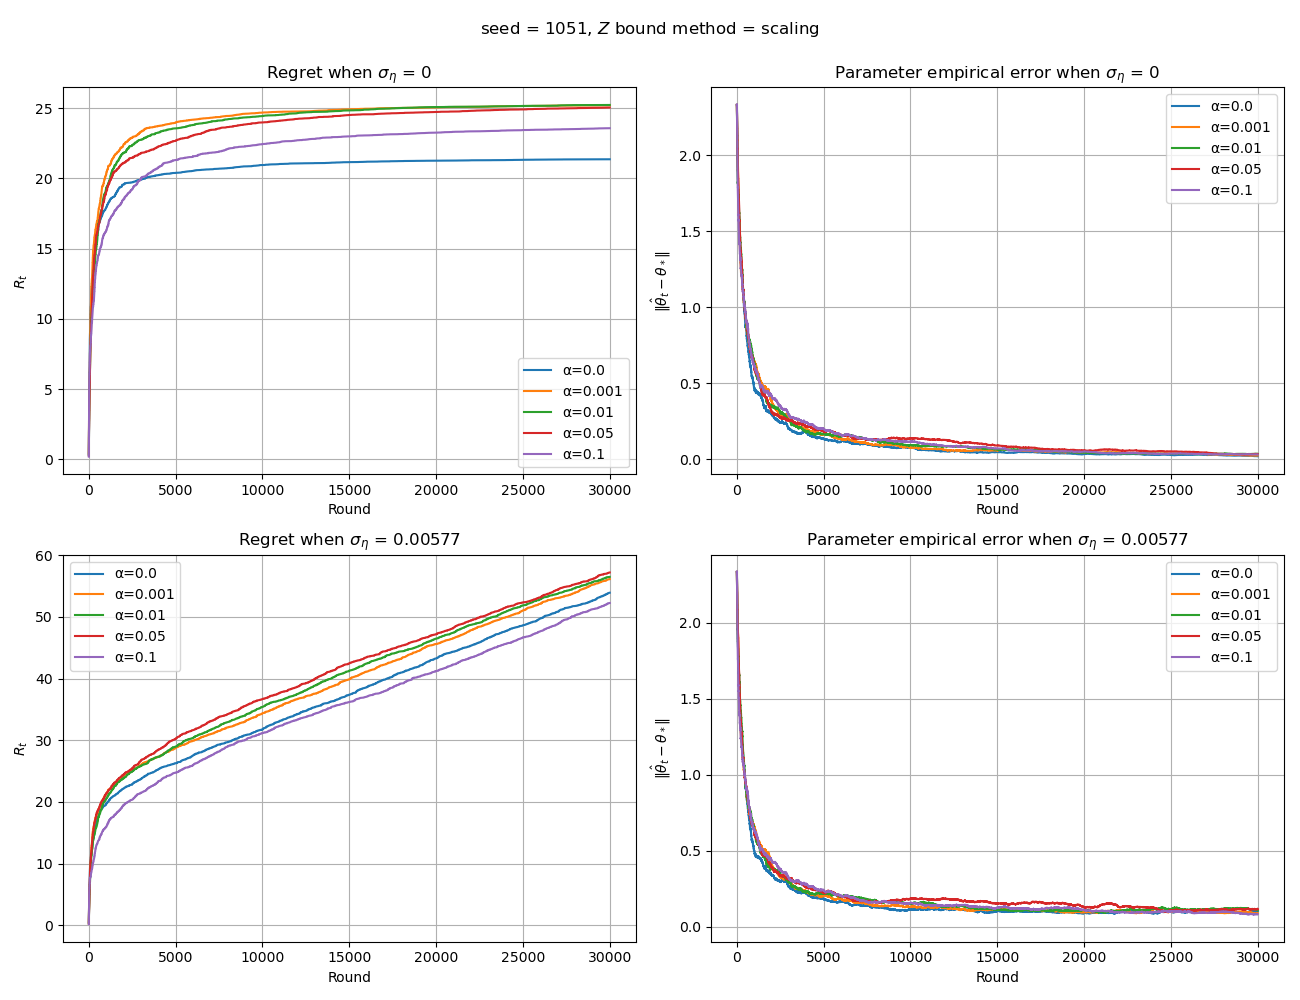 seed = 1051, Z bound method = scaling
Regret when σ_η = 0
25
20
15
10
5
0
R_t
0 5000 10000 15000 20000 25000 30000
Round
α=0.0
α=0.001
α=0.01
α=0.05
α=0.1
Parameter empirical error when σ_η = 0
2.0
1.5
1.0
0.5
0.0
‖θ̂_t − θ_*‖
0 5000 10000 15000 20000 25000 30000
Round
α=0.0
α=0.001
α=0.01
α=0.05
α=0.1
Regret when σ_η = 0.00577
60
50
40
30
20
10
0
R_t
0 5000 10000 15000 20000 25000 30000
Round
α=0.0
α=0.001
α=0.01
α=0.05
α=0.1
Parameter empirical error when σ_η = 0.00577
2.0
1.5
1.0
0.5
0.0
‖θ̂_t − θ_*‖
0 5000 10000 15000 20000 25000 30000
Round
α=0.0
α=0.001
α=0.01
α=0.05
α=0.1